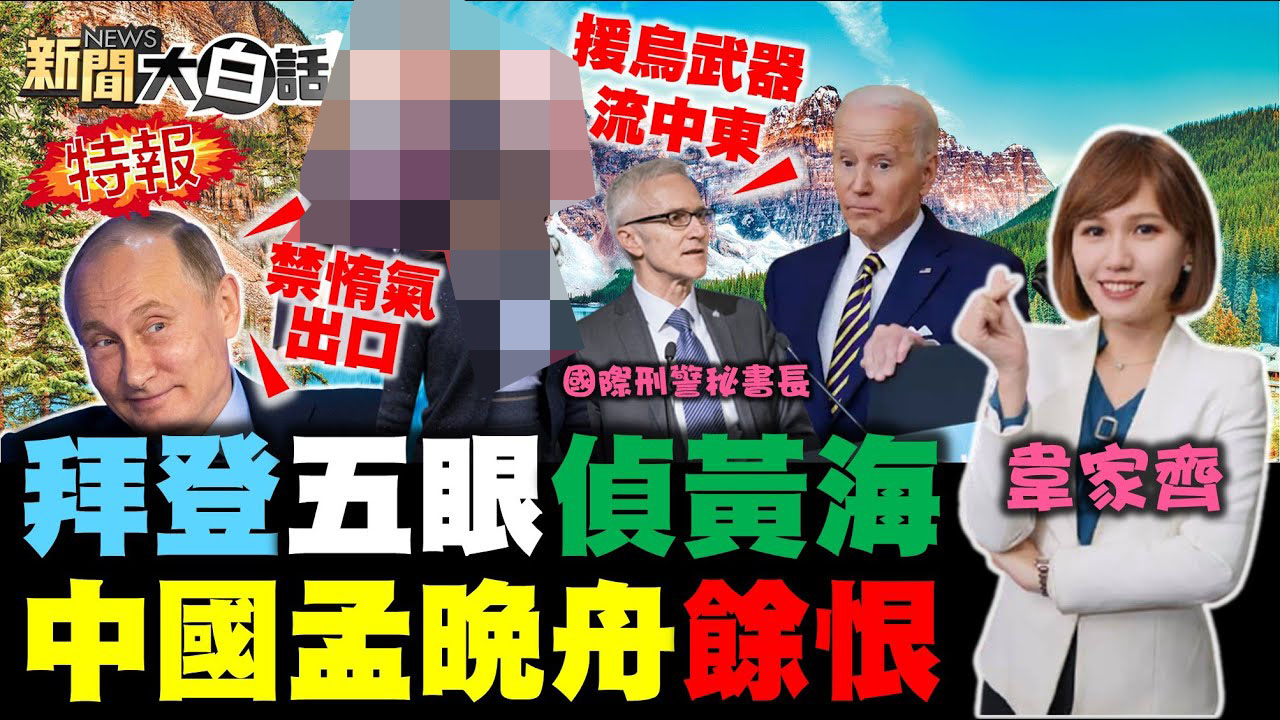 NEWS
新聞大白話
特報
援烏武器
流中東
禁惰氣
出口
國際刑警秘書長
韋家齊
拜登五眼偵黃海
中國孟晚舟餘恨